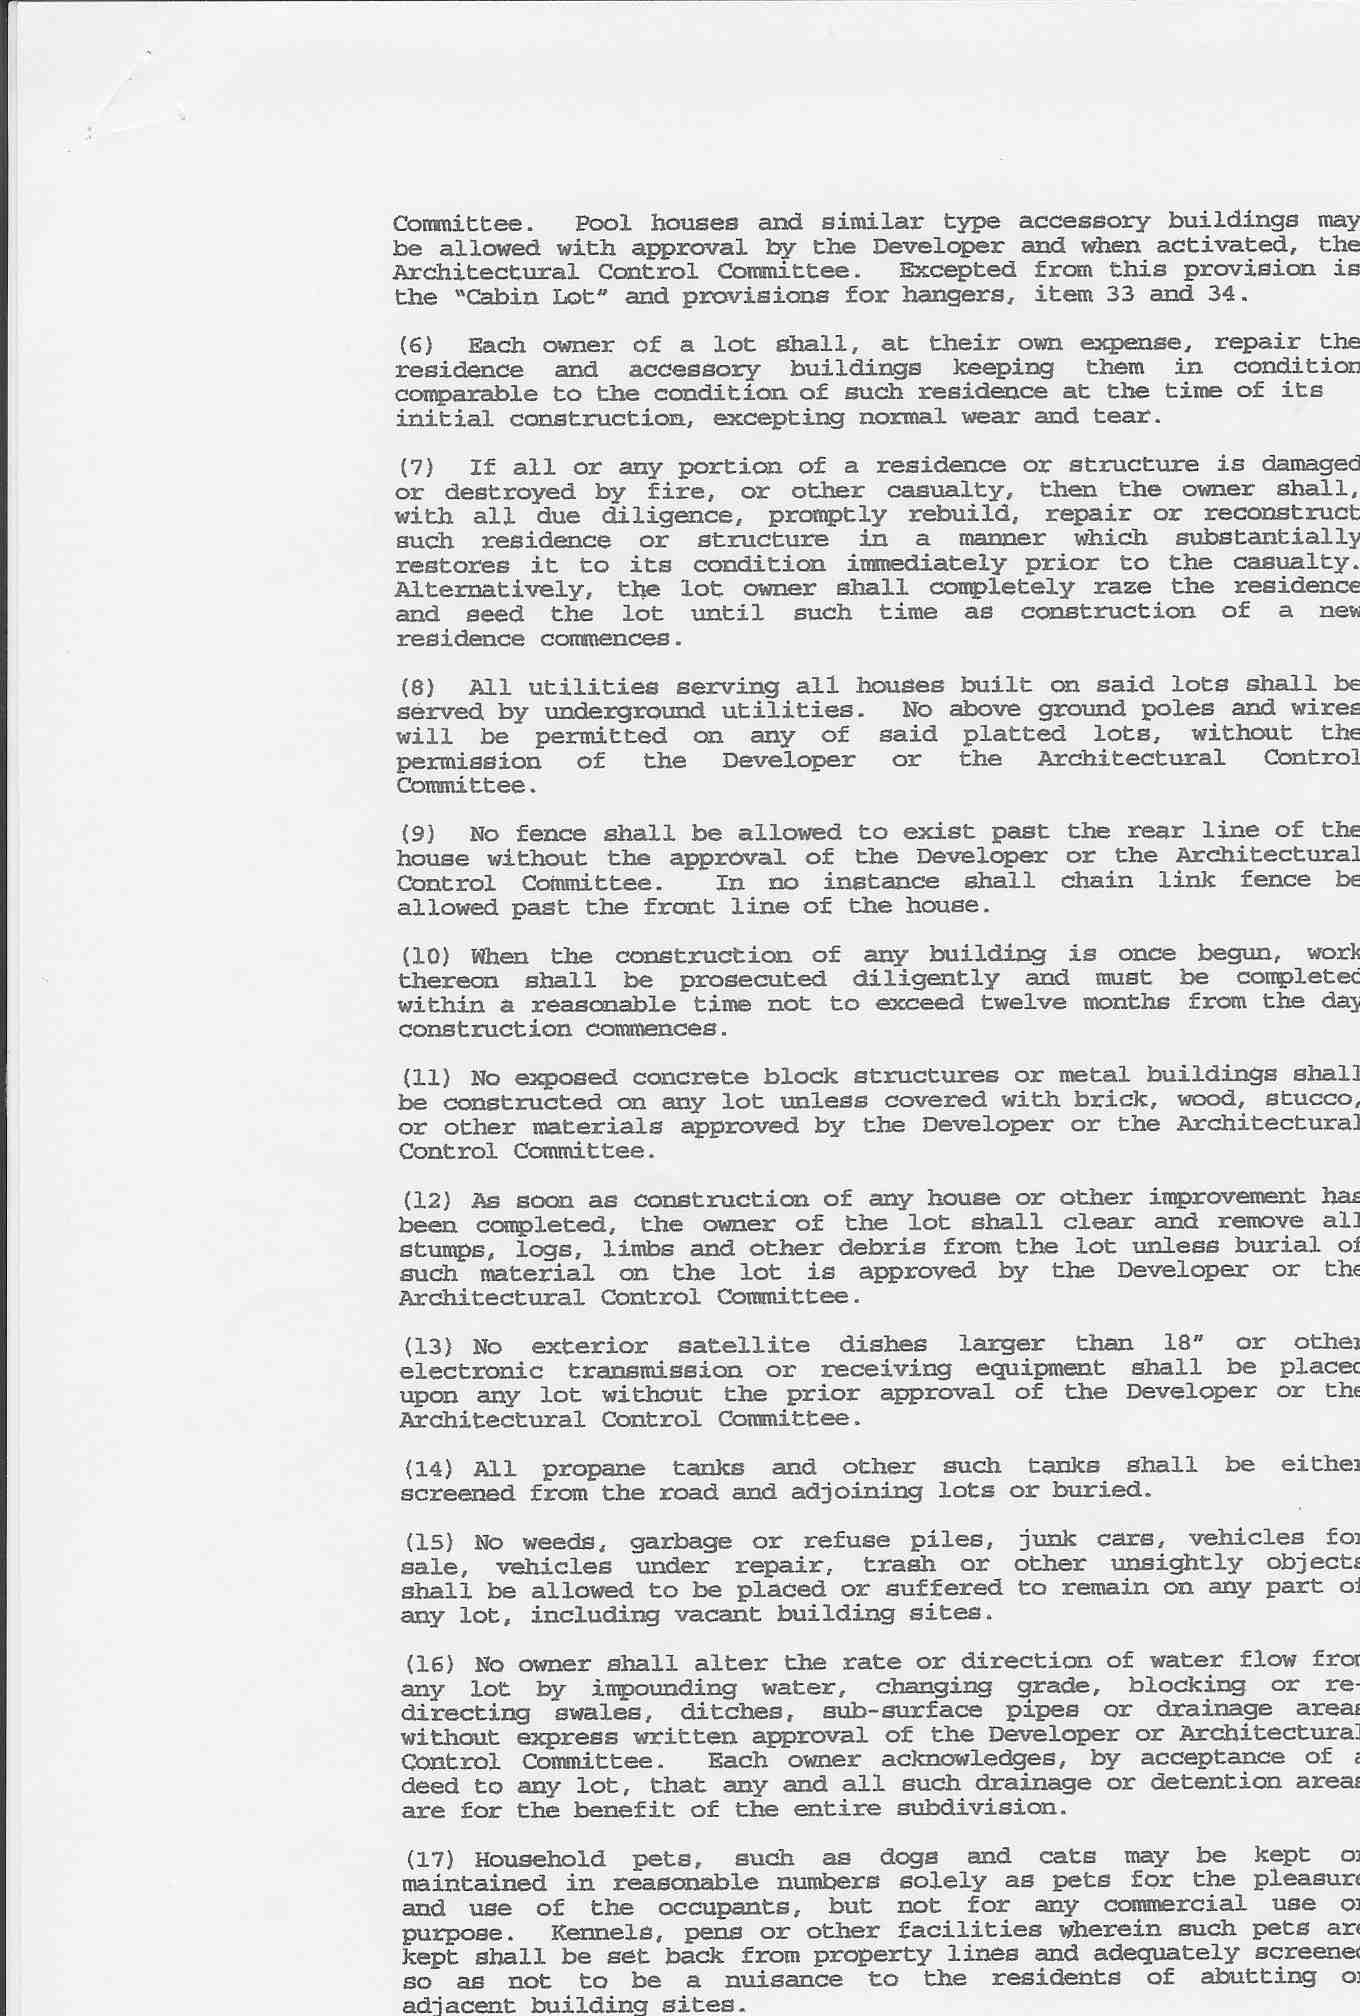 Committee. Pool houses and similar type accessory buildings may
be allowed with approval by the Developer and when activated, the
Architectural Control Committee. Excepted from this provision is
the "Cabin Lot" and provisions for hangers, item 33 and 34.
(6) Each owner of a lot shall, at their own expense, repair the
residence and accessory buildings keeping them in condition
comparable to the condition of such residence at the time of its
initial construction, excepting normal wear and tear.
(7) If all or any portion of a residence or structure is damaged
or destroyed by fire, or other casualty, then the owner shall,
with all due diligence, promptly rebuild, repair or reconstruct
such residence or structure in a manner which substantially
restores it to its condition immediately prior to the casualty.
Alternatively, the lot owner shall completely raze the residence
and seed the lot until such time as construction of a new
residence commences.
(8) All utilities serving all houses built on said lots shall be
served by underground utilities. No above ground poles and wires
will be permitted on any of said platted lots, without the
permission of the Developer or the Architectural Control
Committee.
(9) No fence shall be allowed to exist past the rear line of the
house without the approval of the Developer or the Architectural
Control Committee. In no instance shall chain link fence be
allowed past the front line of the house.
(10) When the construction of any building is once begun, work
thereon shall be prosecuted diligently and must be completed
within a reasonable time not to exceed twelve months from the day
construction commences.
(11) No exposed concrete block structures or metal buildings shall
be constructed on any lot unless covered with brick, wood, stucco,
or other materials approved by the Developer or the Architectural
Control Committee.
(12) As soon as construction of any house or other improvement has
been completed, the owner of the lot shall clear and remove all
stumps, logs, limbs and other debris from the lot unless burial of
such material on the lot is approved by the Developer or the
Architectural Control Committee.
(13) No exterior satellite dishes larger than 18" or other
electronic transmission or receiving equipment shall be placed
upon any lot without the prior approval of the Developer or the
Architectural Control Committee.
(14) All propane tanks and other such tanks shall be either
screened from the road and adjoining lots or buried.
(15) No weeds, garbage or refuse piles, junk cars, vehicles for
sale, vehicles under repair, trash or other unsightly objects
shall be allowed to be placed or suffered to remain on any part of
any lot, including vacant building sites.
(16) No owner shall alter the rate or direction of water flow from
any lot by impounding water, changing grade, blocking or re-
directing swales, ditches, sub-surface pipes or drainage areas
without express written approval of the Developer or Architectural
Control Committee. Each owner acknowledges, by acceptance of a
deed to any lot, that any and all such drainage or detention areas
are for the benefit of the entire subdivision.
(17) Household pets, such as dogs and cats may be kept or
maintained in reasonable numbers solely as pets for the pleasure
and use of the occupants, but not for any commercial use or
purpose. Kennels, pens or other facilities wherein such pets are
kept shall be set back from property lines and adequately screened
so as not to be a nuisance to the residents of abutting or
adjacent building sites.